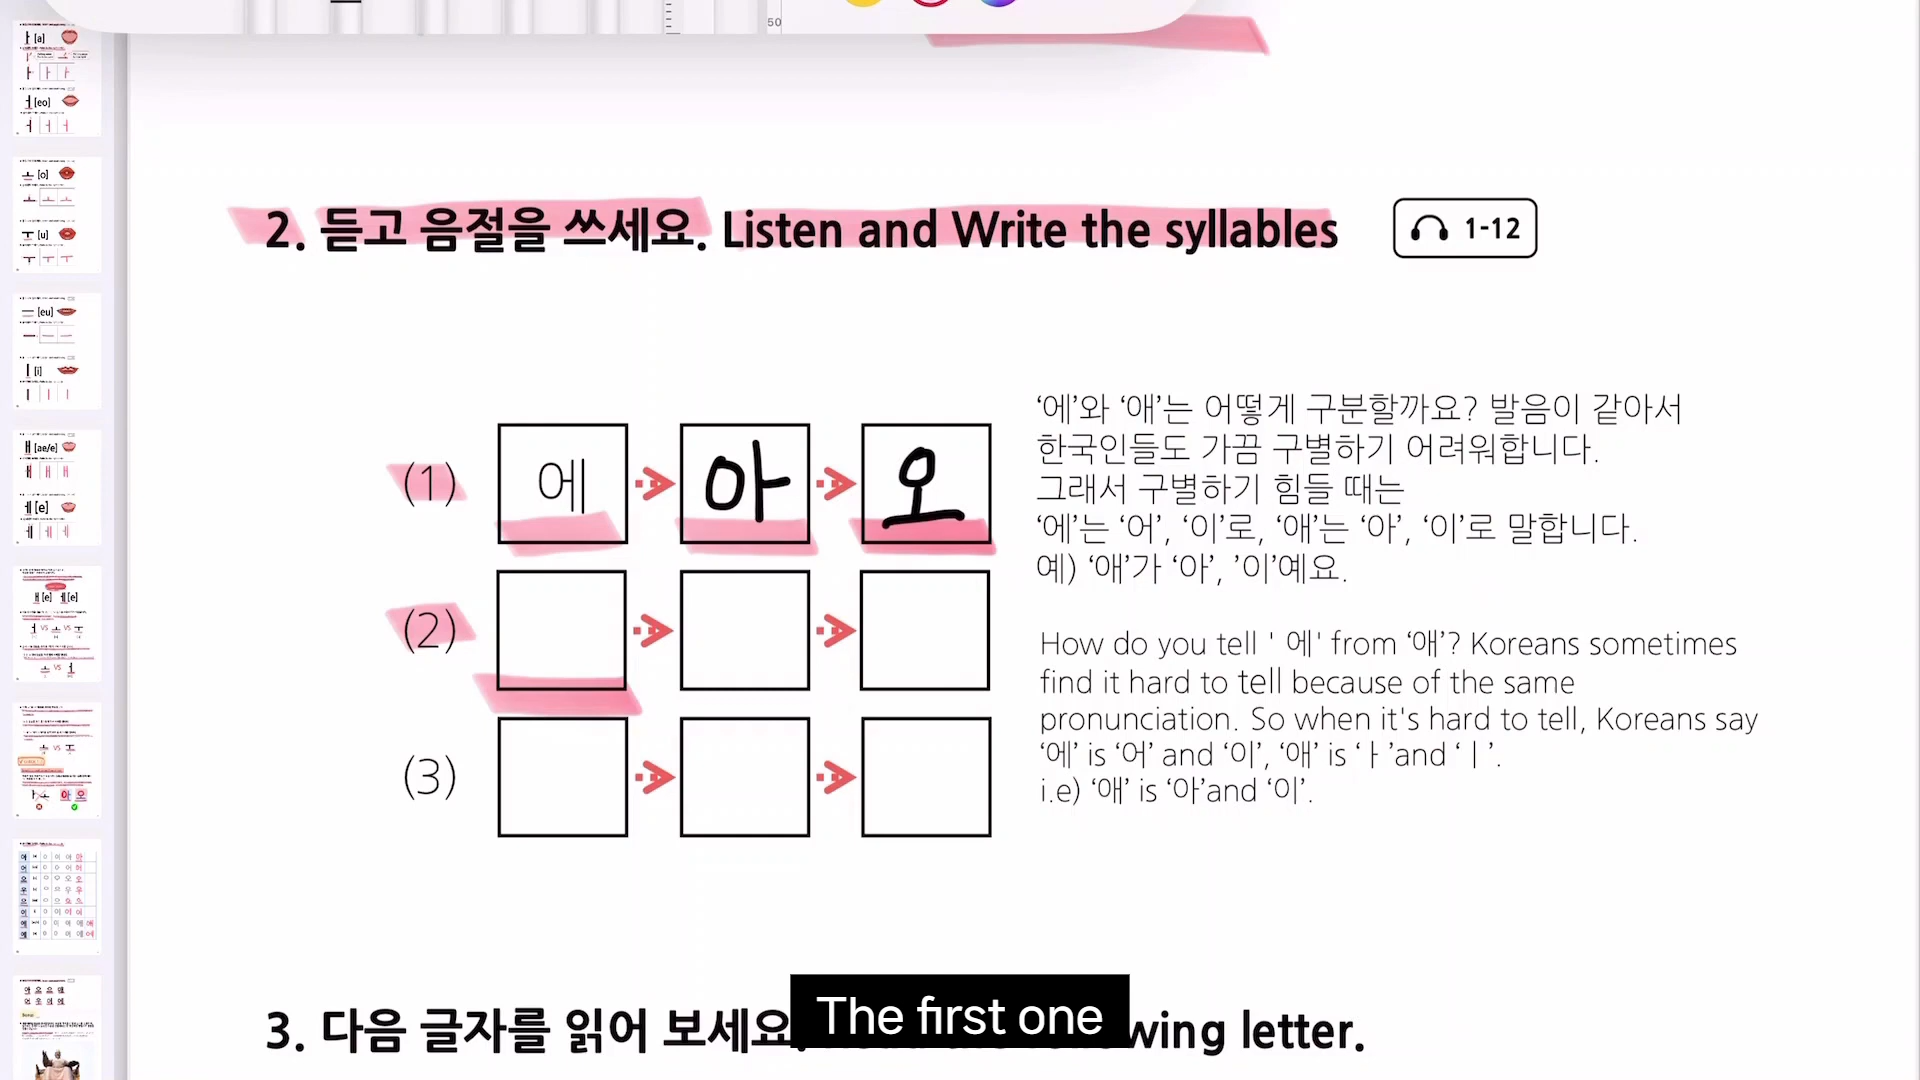 50
2. 듣고 음절을 쓰세요. Listen and Write the syllables
1-12
(1) 에 아 오
(2)
(3)
‘에’와 ‘애’는 어떻게 구분할까요? 발음이 같아서
한국인들도 가끔 구별하기 어려워합니다.
그래서 구별하기 힘들 때는
‘에’는 ‘어’, ‘이’로, ‘애’는 ‘아’, ‘이’로 말합니다.
예) ‘애’가 ‘아’, ’이’예요.
How do you tell ' 에' from ‘애’? Koreans sometimes
find it hard to tell because of the same
pronunciation. So when it's hard to tell, Koreans say
‘에’ is ‘어’ and ‘이’, ‘애’ is ‘ㅏ’and ‘ㅣ’.
i.e) ‘애’ is ‘아’and ‘이’.
3. 다음 글자를 읽어 보세요. wing letter.
The first one
[a]
[eo]
[o]
[u]
[eu]
[i]
[ae/e]
[e]